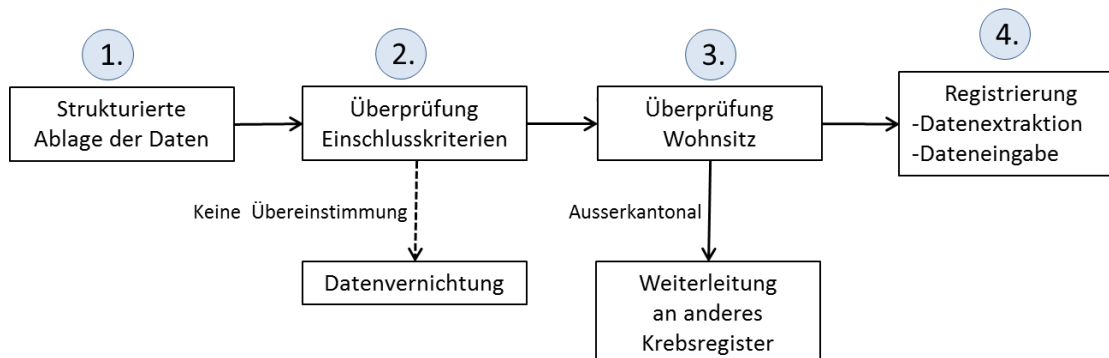 1.
2.
3.
4.
Strukturierte
Ablage der Daten
Überprüfung
Einschlusskriterien
Überprüfung
Wohnsitz
Registrierung
-Datenextraktion
-Dateneingabe
Keine Übereinstimmung
Ausserkantonal
Datenvernichtung
Weiterleitung
an anderes
Krebsregister